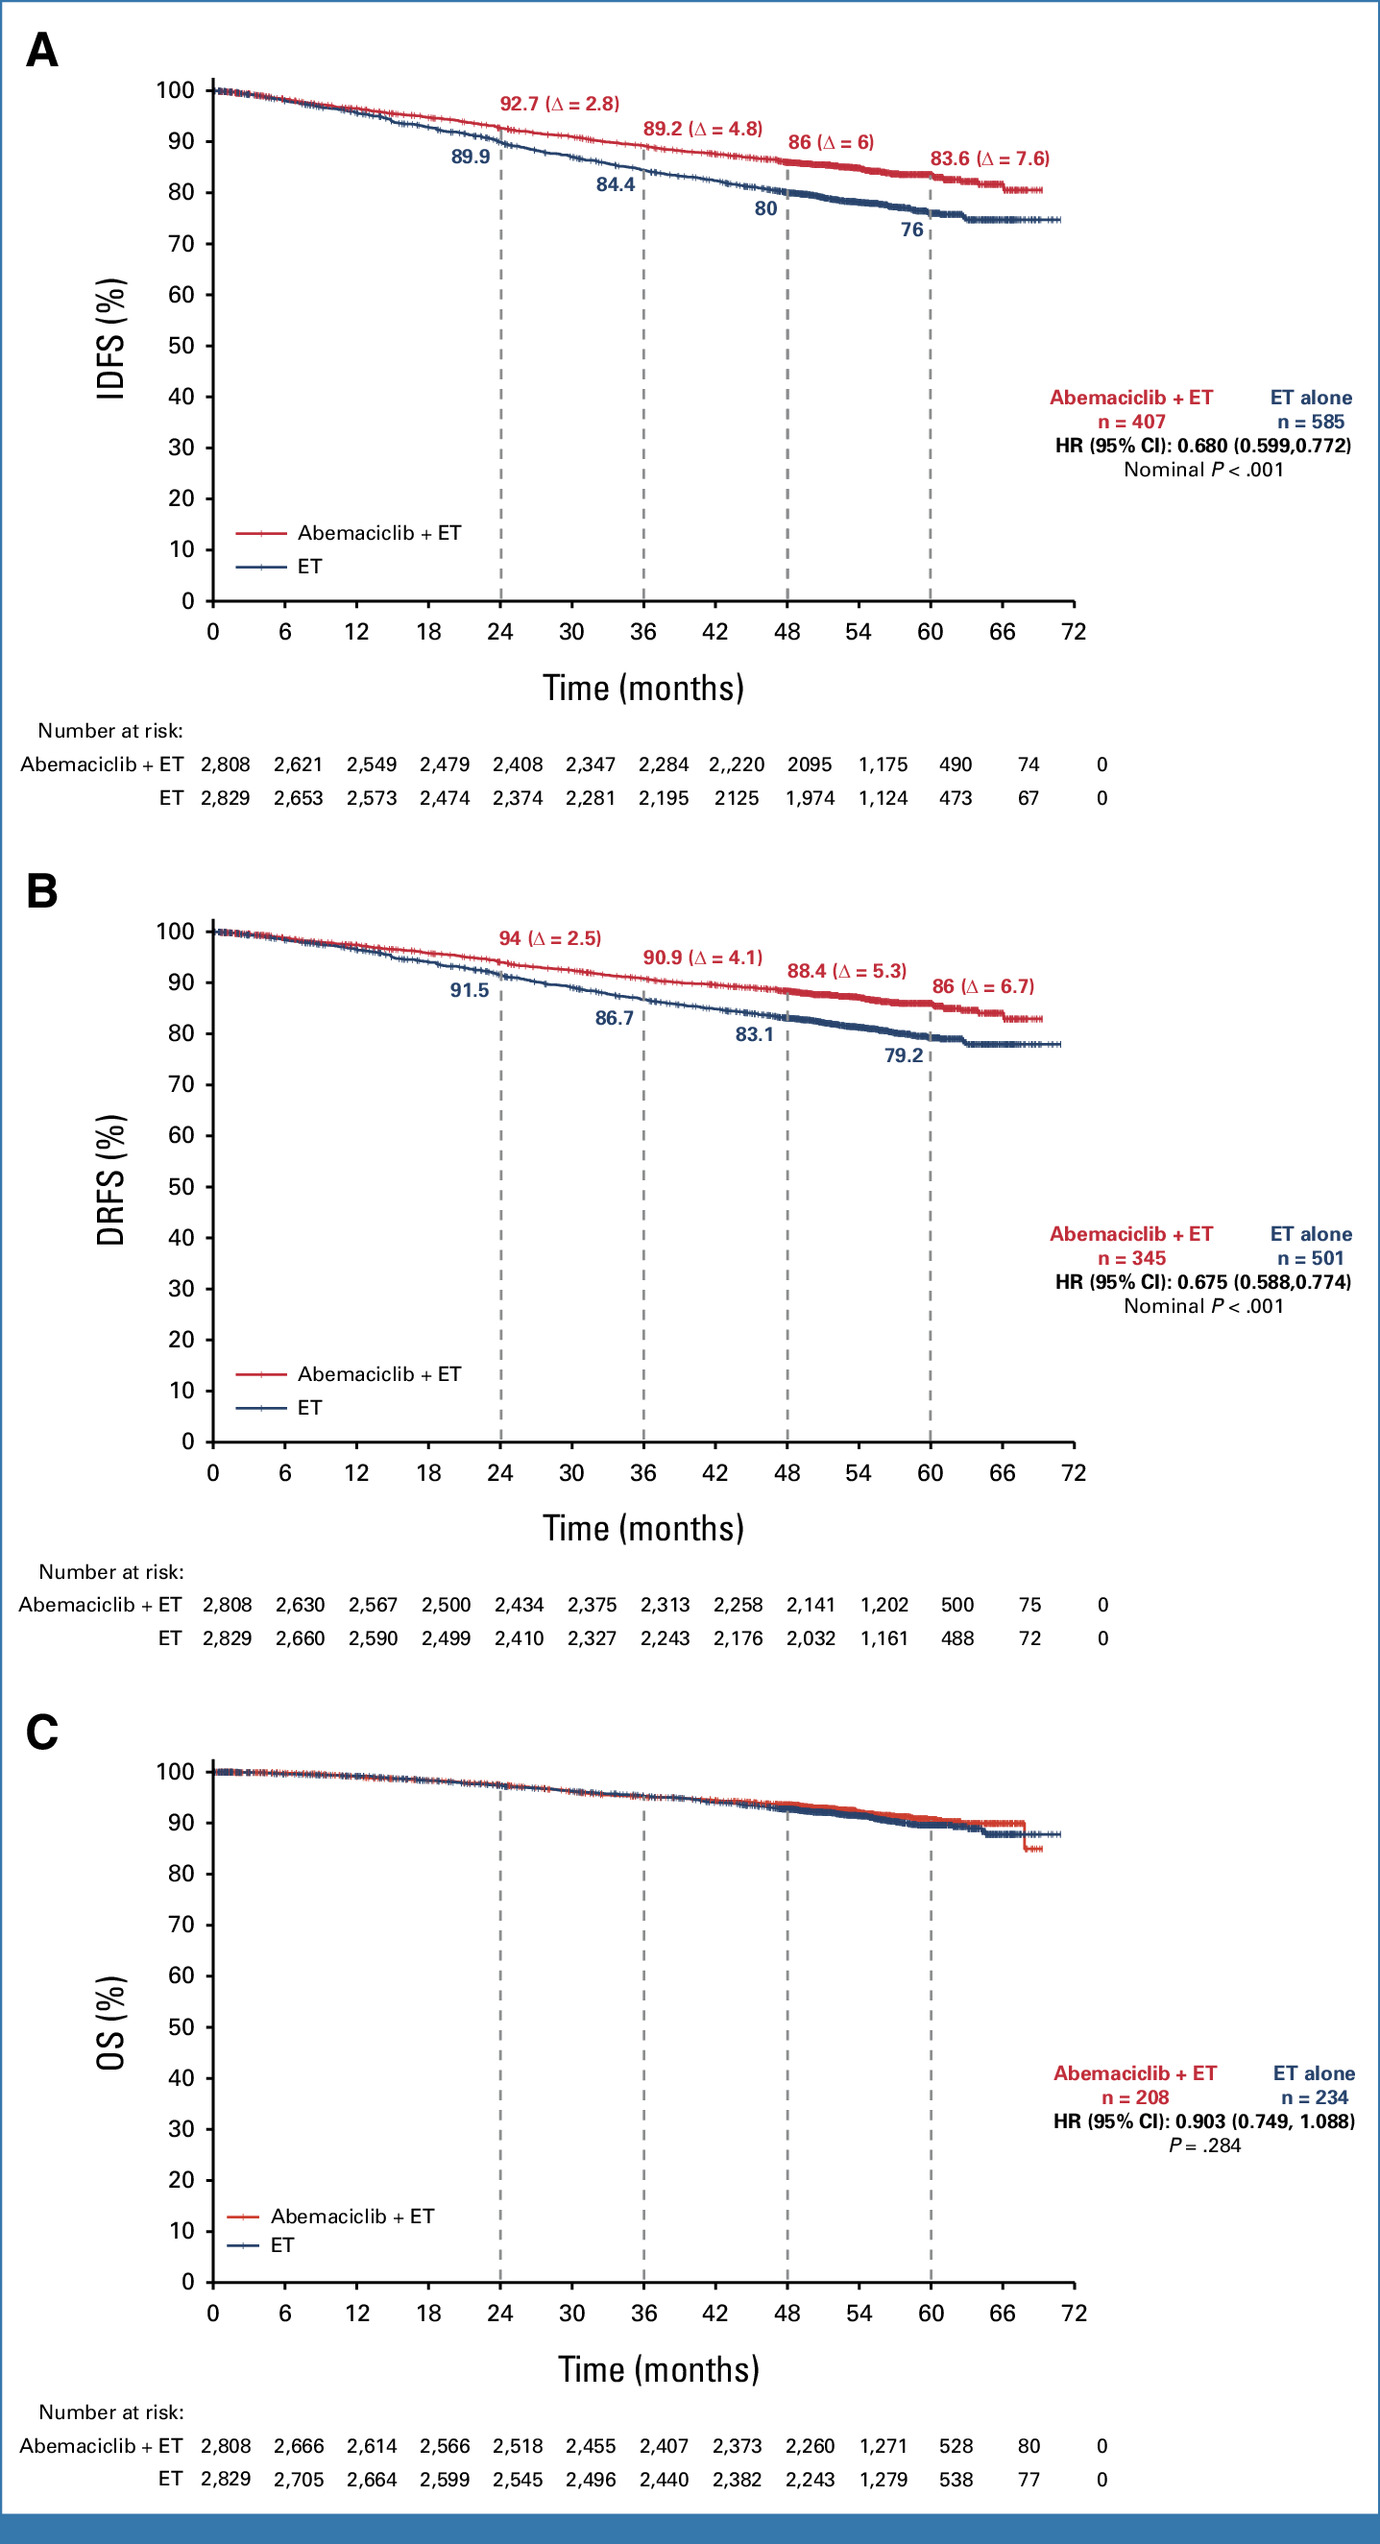 A
100
90
80
70
60
50
40
30
20
10
0
IDFS (%)
92.7 (Δ = 2.8)
89.2 (Δ = 4.8)
86 (Δ = 6)
83.6 (Δ = 7.6)
89.9
84.4
80
76
Abemaciclib + ET ET alone
n = 407 n = 585
HR (95% CI): 0.680 (0.599,0.772)
Nominal P < .001
Abemaciclib + ET
ET
0 6 12 18 24 30 36 42 48 54 60 66 72
Time (months)
Number at risk:
Abemaciclib + ET 2,808 2,621 2,549 2,479 2,408 2,347 2,284 2,,220 2095 1,175 490 74 0
ET 2,829 2,653 2,573 2,474 2,374 2,281 2,195 2125 1,974 1,124 473 67 0
B
100
90
80
70
60
50
40
30
20
10
0
DRFS (%)
94 (Δ = 2.5)
90.9 (Δ = 4.1)
88.4 (Δ = 5.3)
86 (Δ = 6.7)
91.5
86.7
83.1
79.2
Abemaciclib + ET ET alone
n = 345 n = 501
HR (95% CI): 0.675 (0.588,0.774)
Nominal P < .001
Abemaciclib + ET
ET
0 6 12 18 24 30 36 42 48 54 60 66 72
Time (months)
Number at risk:
Abemaciclib + ET 2,808 2,630 2,567 2,500 2,434 2,375 2,313 2,258 2,141 1,202 500 75 0
ET 2,829 2,660 2,590 2,499 2,410 2,327 2,243 2,176 2,032 1,161 488 72 0
C
100
90
80
70
60
50
40
30
20
10
0
OS (%)
Abemaciclib + ET ET alone
n = 208 n = 234
HR (95% CI): 0.903 (0.749, 1.088)
P = .284
Abemaciclib + ET
ET
0 6 12 18 24 30 36 42 48 54 60 66 72
Time (months)
Number at risk:
Abemaciclib + ET 2,808 2,666 2,614 2,566 2,518 2,455 2,407 2,373 2,260 1,271 528 80 0
ET 2,829 2,705 2,664 2,599 2,545 2,496 2,440 2,382 2,243 1,279 538 77 0